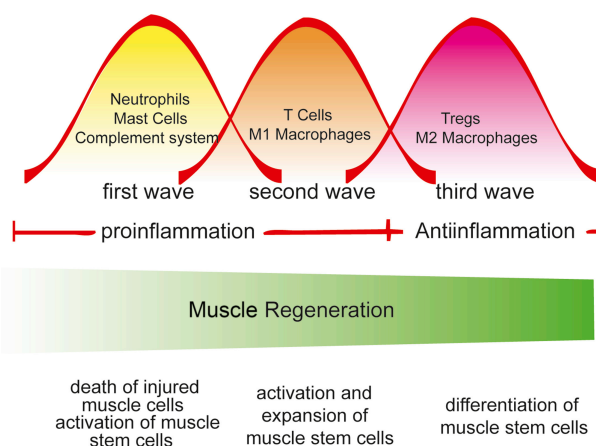 Neutrophils
Mast Cells
Complement system
T Cells
M1 Macrophages
Tregs
M2 Macrophages
first wave
second wave
third wave
proinflammation
Antiinflammation
Muscle Regeneration
death of injured
muscle cells
activation of muscle
stem cells
activation and
expansion of
muscle stem cells
differentiation of
muscle stem cells